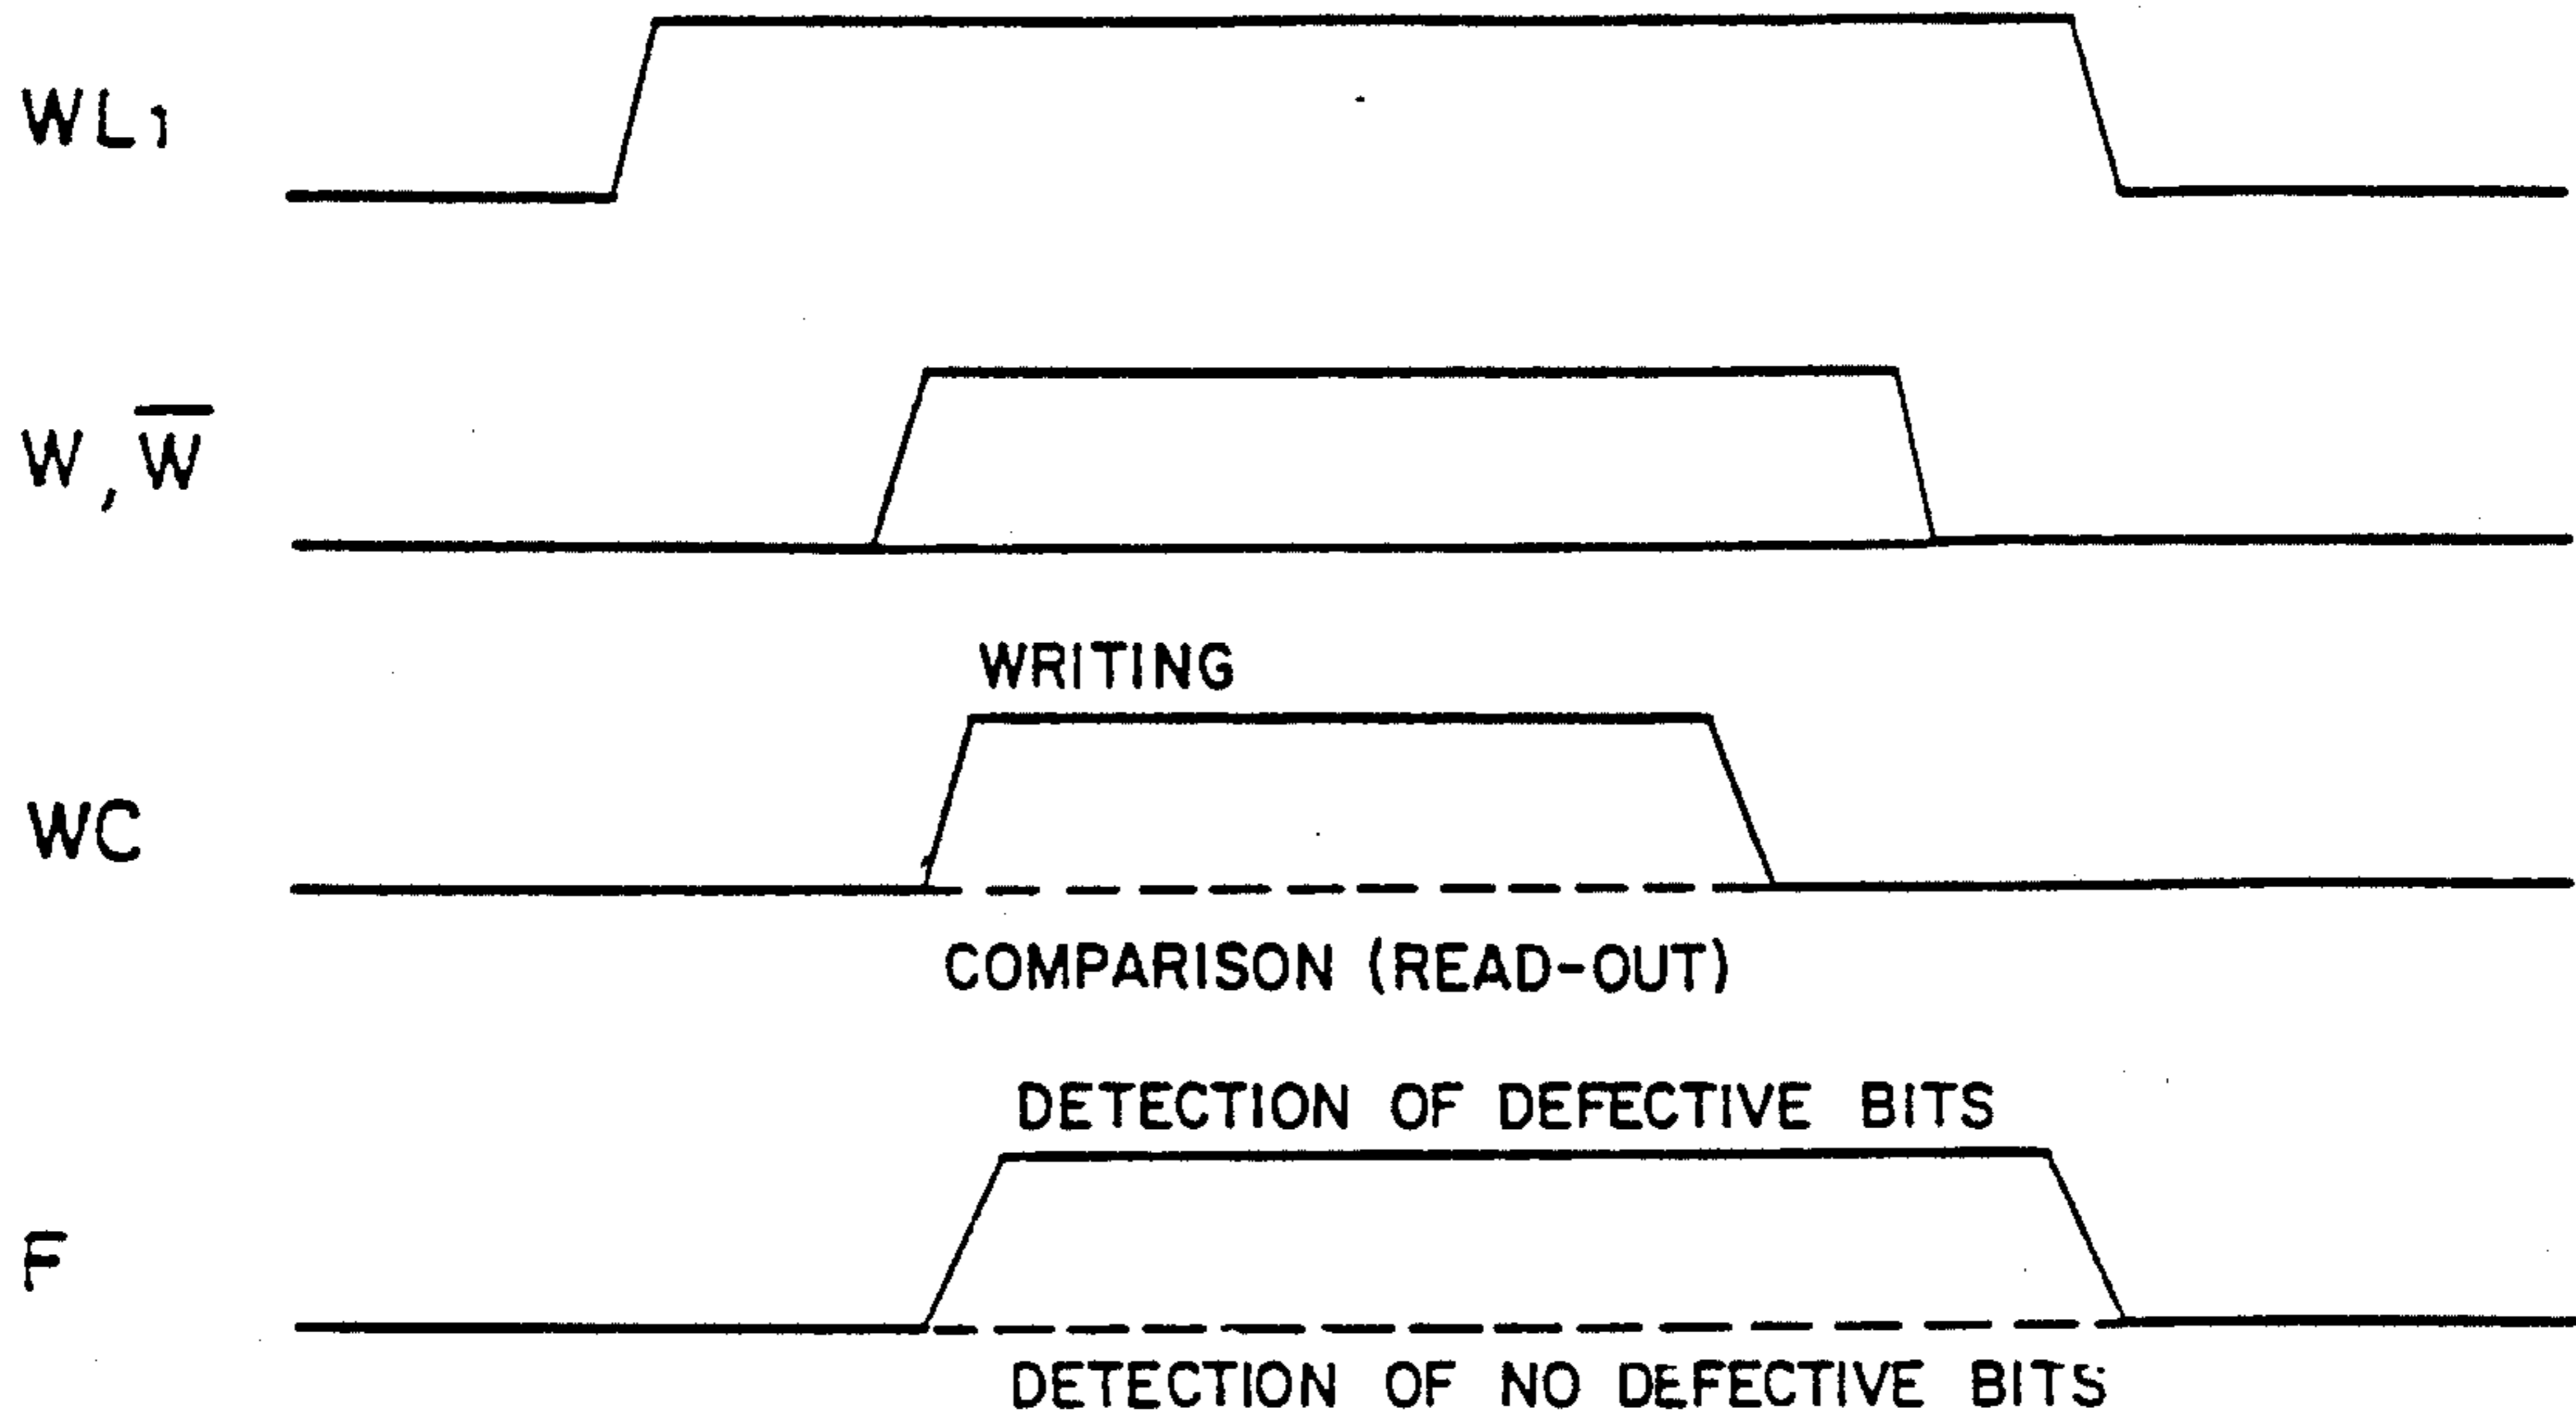 WL1
W, W̅
WRITING
WC
COMPARISON (READ-OUT)
DETECTION OF DEFECTIVE BITS
F
DETECTION OF NO DEFECTIVE BITS